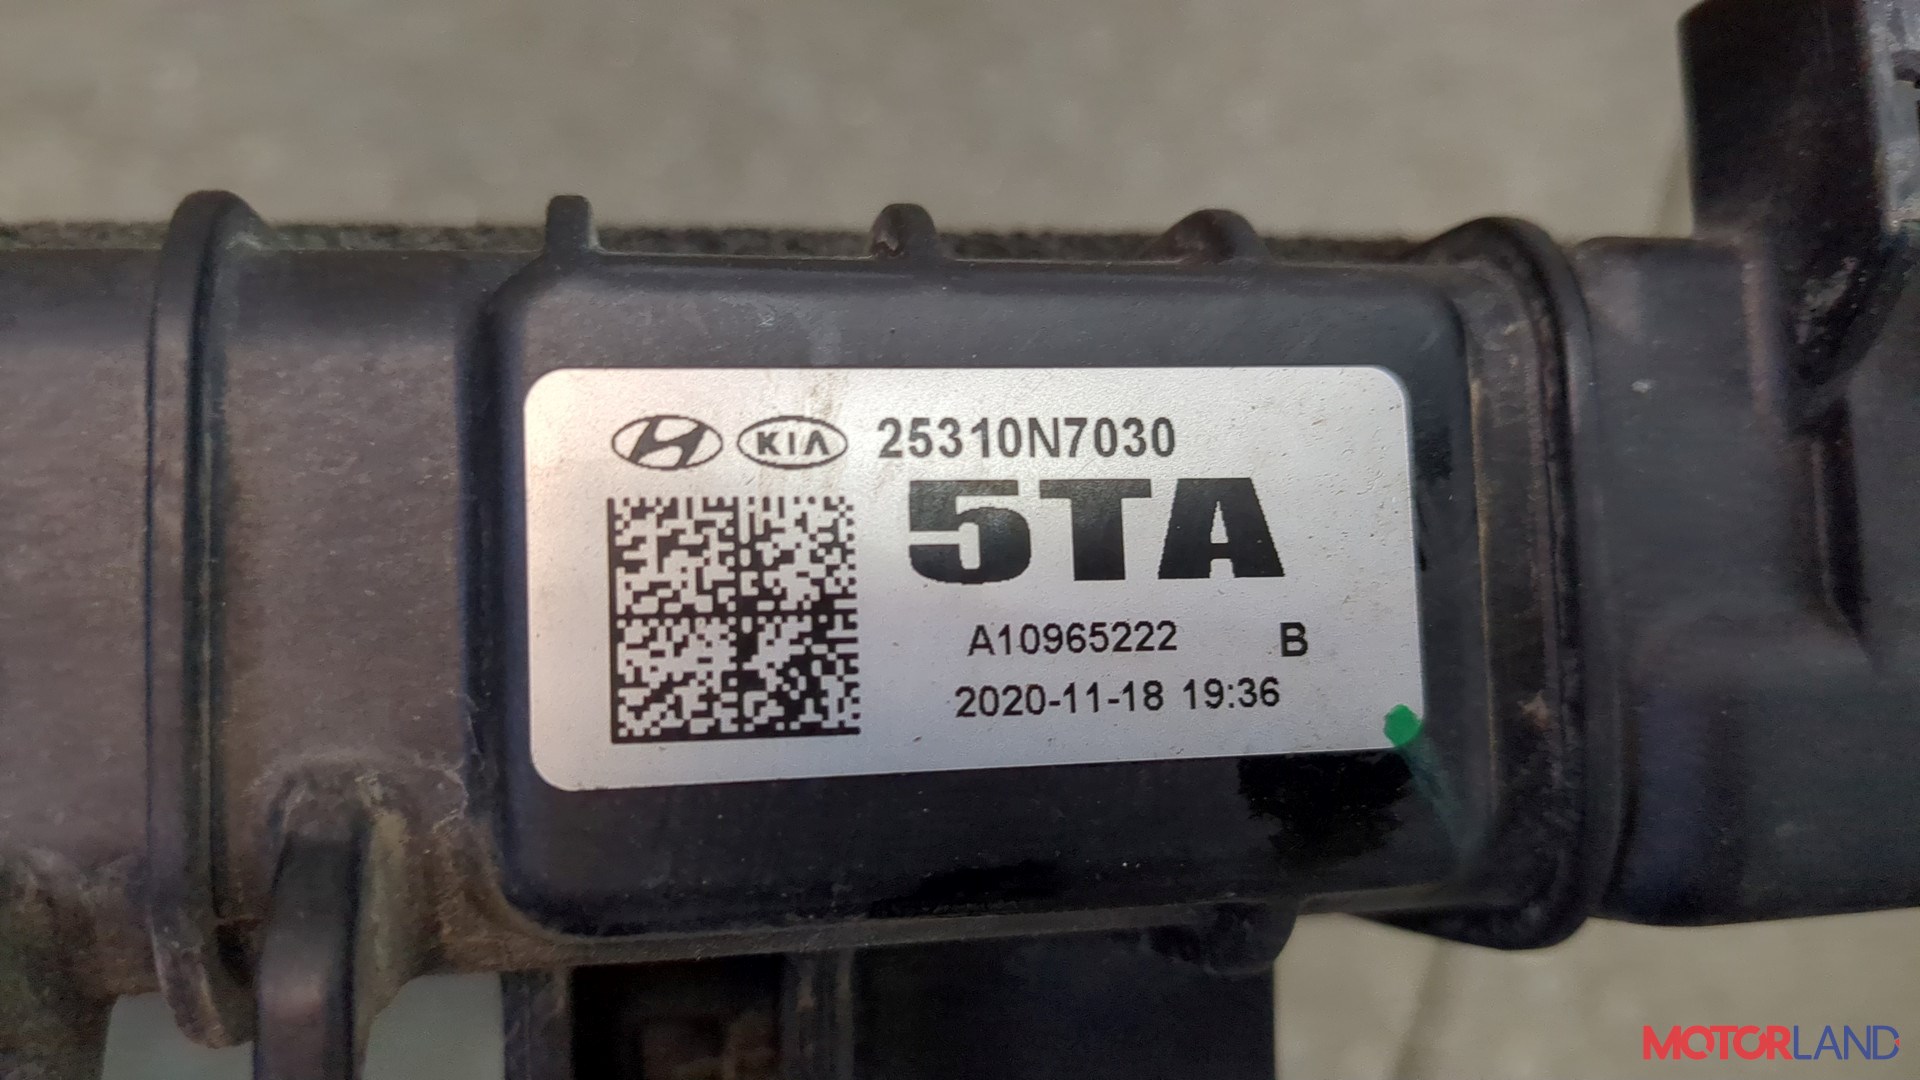 KIA 25310N7030
5TA
A10965222 B
2020-11-18 19:36
MOTORLAND